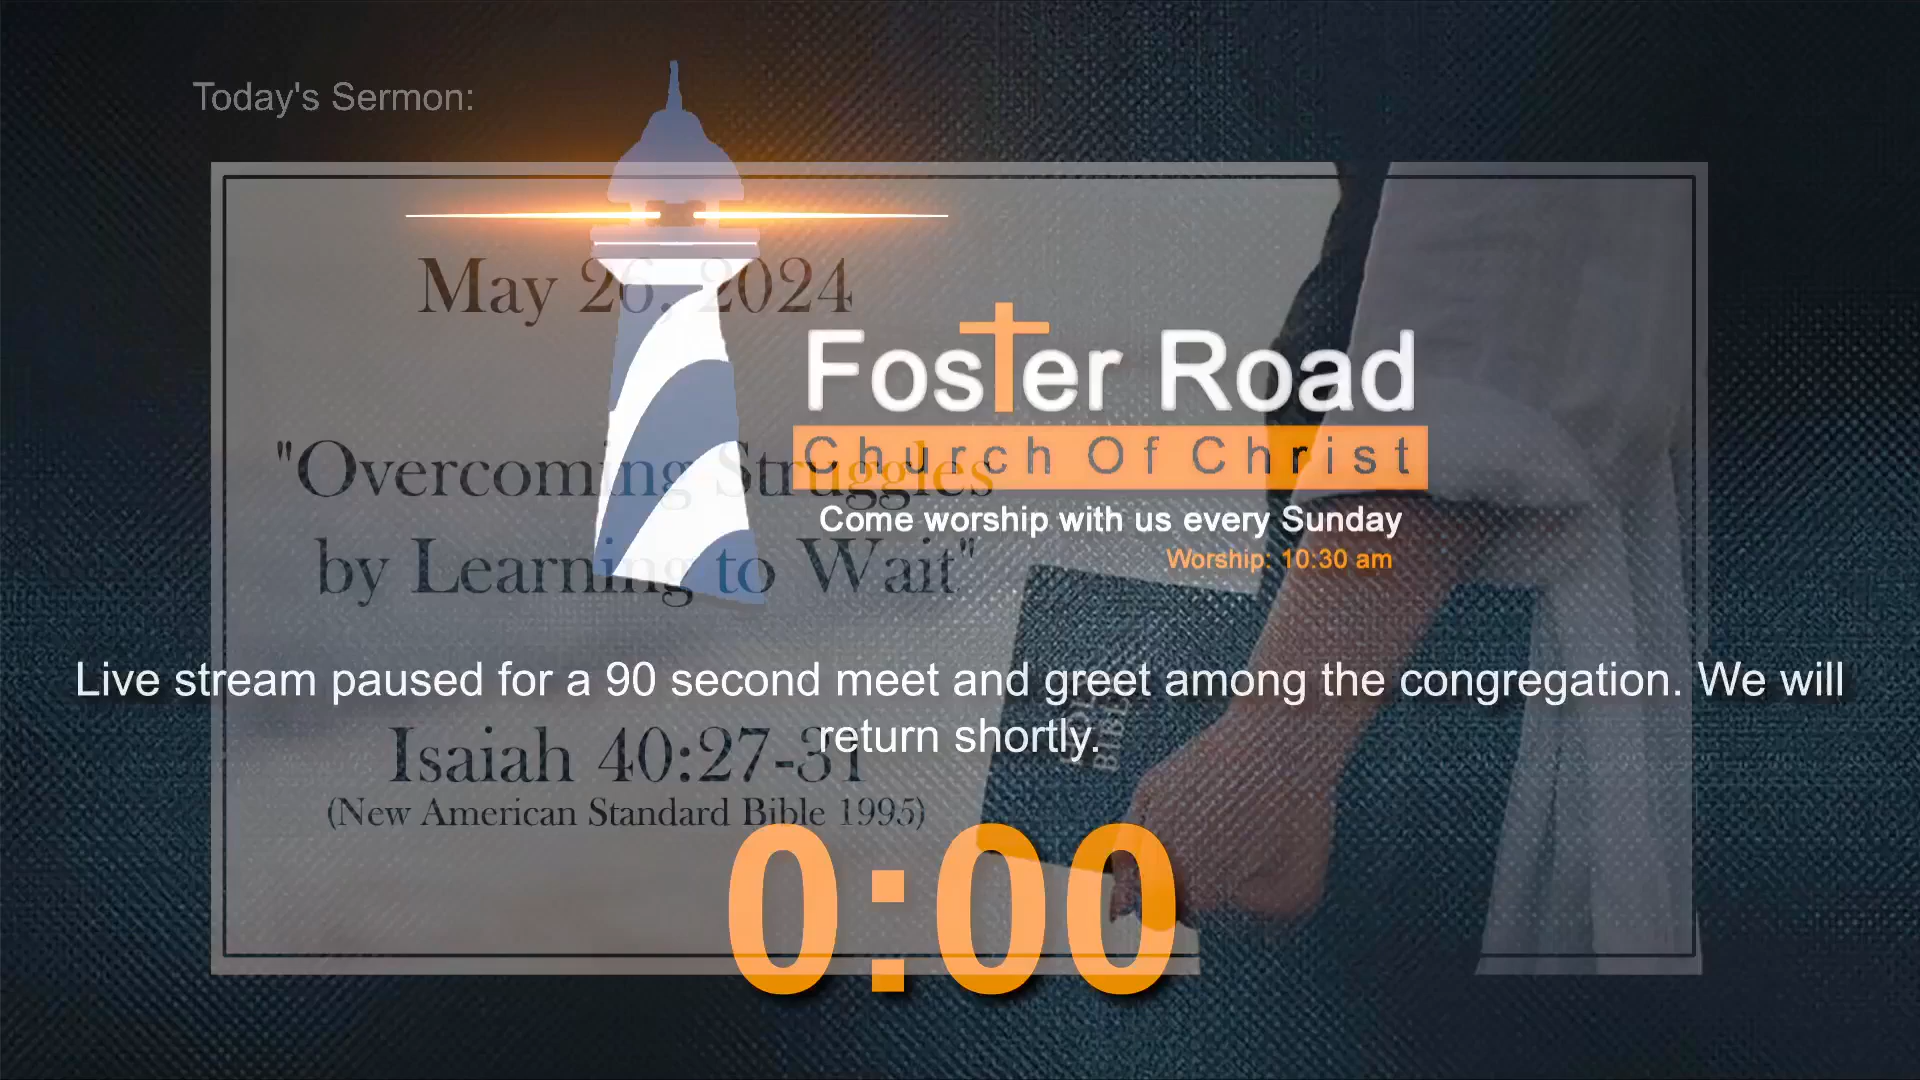 Today's Sermon:
May 26, 2024
Foster Road
Church Of Christ
"Overcoming Struggles
by Learning to Wait"
Come worship with us every Sunday
Worship: 10:30 am
Live stream paused for a 90 second meet and greet among the congregation. We will
return shortly.
HOLY
BIBLE
Isaiah 40:27-31
(New American Standard Bible 1995)
0:00